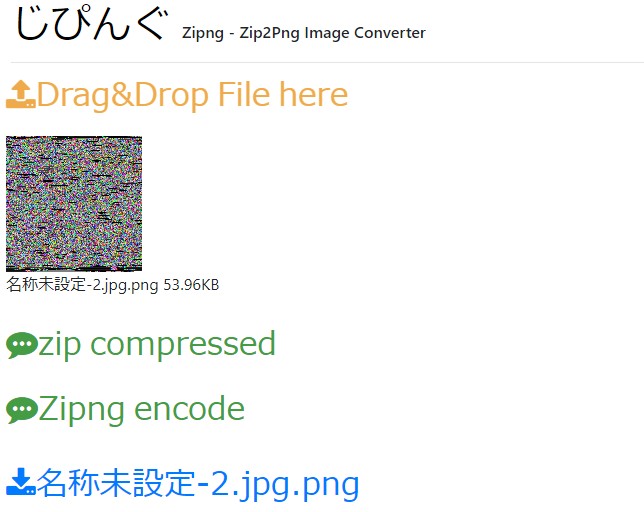 じぴんぐ Zipng - Zip2Png Image Converter
Drag&Drop File here
名称未設定-2.jpg.png 53.96KB
zip compressed
Zipng encode
名称未設定-2.jpg.png